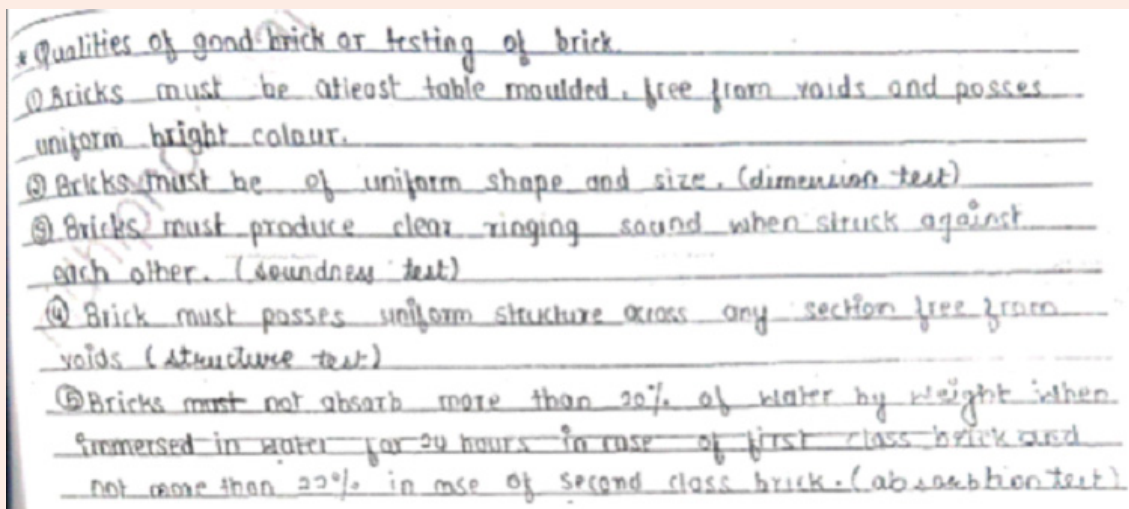 * Qualities of good brick or testing of brick.
① Bricks must be atleast table moulded, free from voids and posses
uniform bright colour.
② Bricks must be of uniform shape and size. (dimension test)
③ Bricks must produce clear ringing sound when struck against
each other. (soundness test)
④ Brick must posses uniform structure across any section free from
voids (structure test)
⑤ Bricks must not absorb more than 20% of water by weight when
immersed in water for 24 hours in case of first class brick and
not more than 22% in case of second class brick. (absorbtion test)